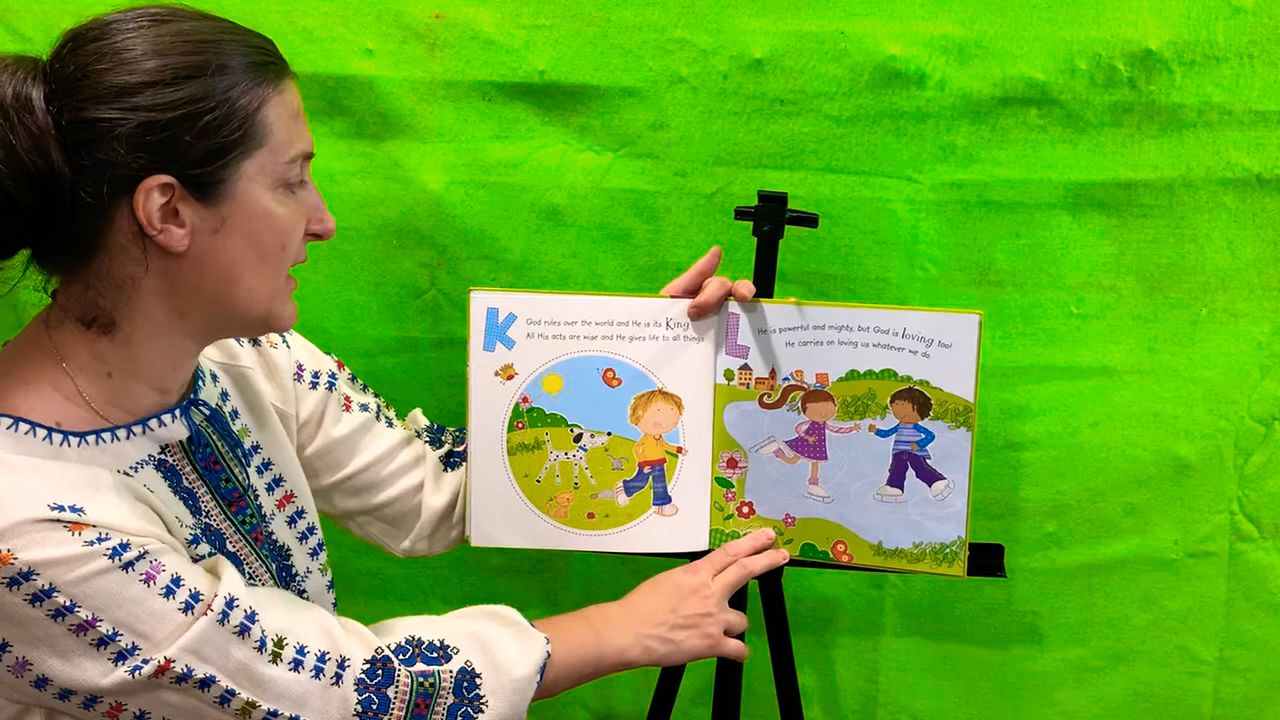 K
God rules over the world and He is its King
All His acts are wise and He gives life to all things
L
He is powerful and mighty, but God is loving too!
He carries on loving us whatever we do.